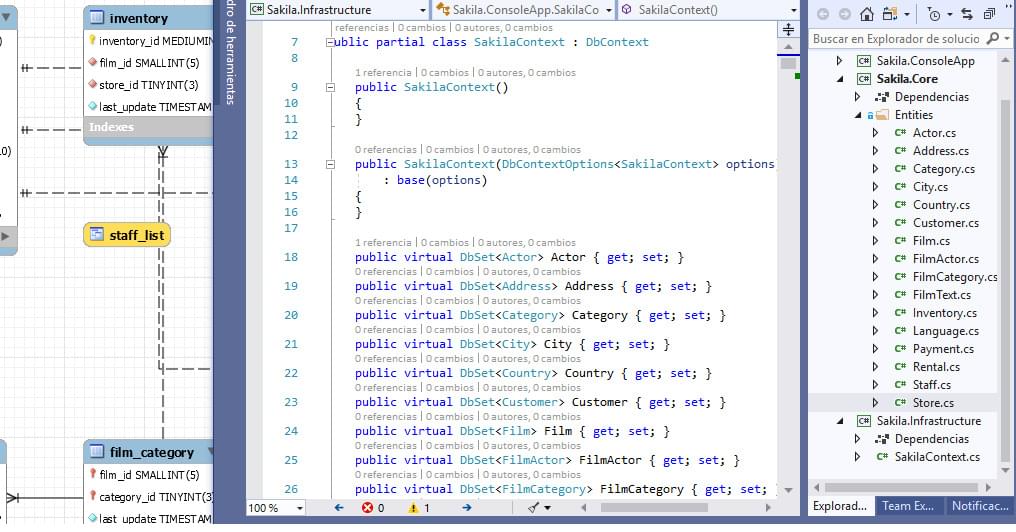 inventory
inventory_id MEDIUMIN
film_id SMALLINT(5)
store_id TINYINT(3)
last_update TIMESTAM
Indexes
10)
staff_list
film_category
film_id SMALLINT(5)
category_id TINYINT(3
last_update TIMESTAM
dro de herramientas
Sakila.Infrastructure
Sakila.ConsoleApp.SakilaCo
SakilaContext()
0 referencias | 0 cambios | 0 autores, 0 cambios
7 ublic partial class SakilaContext : DbContext
8
1 referencia | 0 cambios | 0 autores, 0 cambios
9 public SakilaContext()
10 {
11 }
12
0 referencias | 0 cambios | 0 autores, 0 cambios
13 public SakilaContext(DbContextOptions<SakilaContext> options
14 : base(options)
15 {
16 }
17
1 referencia | 0 cambios | 0 autores, 0 cambios
18 public virtual DbSet<Actor> Actor { get; set; }
0 referencias | 0 cambios | 0 autores, 0 cambios
19 public virtual DbSet<Address> Address { get; set; }
0 referencias | 0 cambios | 0 autores, 0 cambios
20 public virtual DbSet<Category> Category { get; set; }
0 referencias | 0 cambios | 0 autores, 0 cambios
21 public virtual DbSet<City> City { get; set; }
0 referencias | 0 cambios | 0 autores, 0 cambios
22 public virtual DbSet<Country> Country { get; set; }
0 referencias | 0 cambios | 0 autores, 0 cambios
23 public virtual DbSet<Customer> Customer { get; set; }
0 referencias | 0 cambios | 0 autores, 0 cambios
24 public virtual DbSet<Film> Film { get; set; }
0 referencias | 0 cambios | 0 autores, 0 cambios
25 public virtual DbSet<FilmActor> FilmActor { get; set; }
0 referencias | 0 cambios | 0 autores, 0 cambios
26 public virtual DbSet<FilmCategory> FilmCategory { get; set;
100 %
0
1
Buscar en Explorador de solucio
C# Sakila.ConsoleApp
C# Sakila.Core
Dependencias
Entities
C# Actor.cs
C# Address.cs
C# Category.cs
C# City.cs
C# Country.cs
C# Customer.cs
C# Film.cs
C# FilmActor.cs
C# FilmCategory.cs
C# FilmText.cs
C# Inventory.cs
C# Language.cs
C# Payment.cs
C# Rental.cs
C# Staff.cs
C# Store.cs
C# Sakila.Infrastructure
Dependencias
C# SakilaContext.cs
Explorad...
Team Ex...
Notificac...